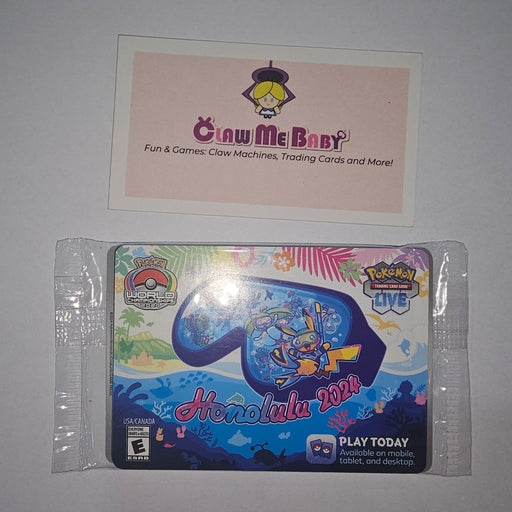 CLAW ME BABY
Fun & Games: Claw Machines, Trading Cards and More!
Pokémon
WORLD
CHAMPIONSHIPS
Pokémon
TRADING CARD GAME
LIVE
Honolulu 2024
USA/CANADA
EVERYONE
E
ESRB
PLAY TODAY
Available on mobile,
tablet, and desktop.